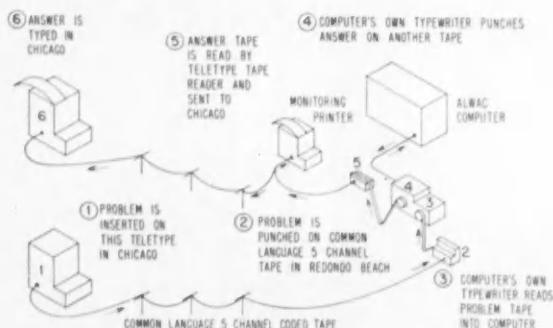 ⑥ ANSWER IS
TYPED IN
CHICAGO
⑤ ANSWER TAPE
IS READ BY
TELETYPE TAPE
READER AND
SENT TO
CHICAGO
④ COMPUTER'S OWN TYPEWRITER PUNCHES
ANSWER ON ANOTHER TAPE
MONITORING
PRINTER
ALWAC
COMPUTER
6
5
4
3
2
① PROBLEM IS
INSERTED ON
THIS TELETYPE
IN CHICAGO
② PROBLEM IS
PUNCHED ON COMMON
LANGUAGE 5 CHANNEL
TAPE IN REDONDO BEACH
1
③ COMPUTER'S OWN
TYPEWRITER READS
PROBLEM TAPE
INTO COMPUTER
COMMON LANGUAGE 5 CHANNEL CODED TAPE